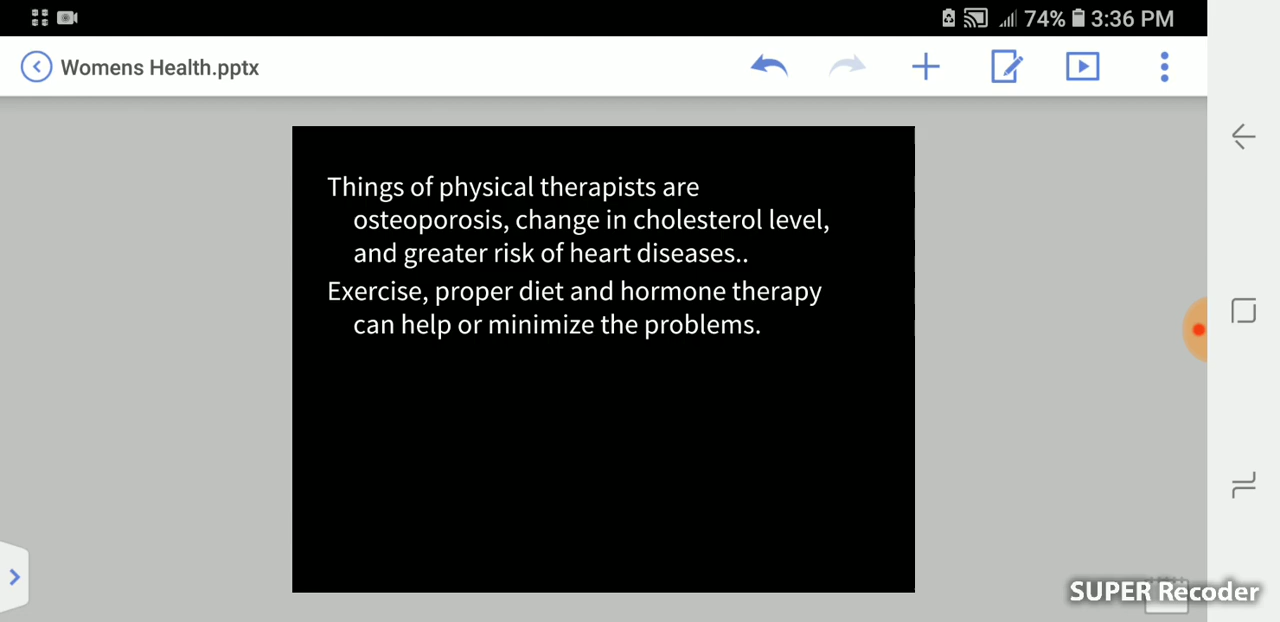 74% 3:36 PM
Womens Health.pptx
Things of physical therapists are
osteoporosis, change in cholesterol level,
and greater risk of heart diseases..
Exercise, proper diet and hormone therapy
can help or minimize the problems.
SUPER Recoder